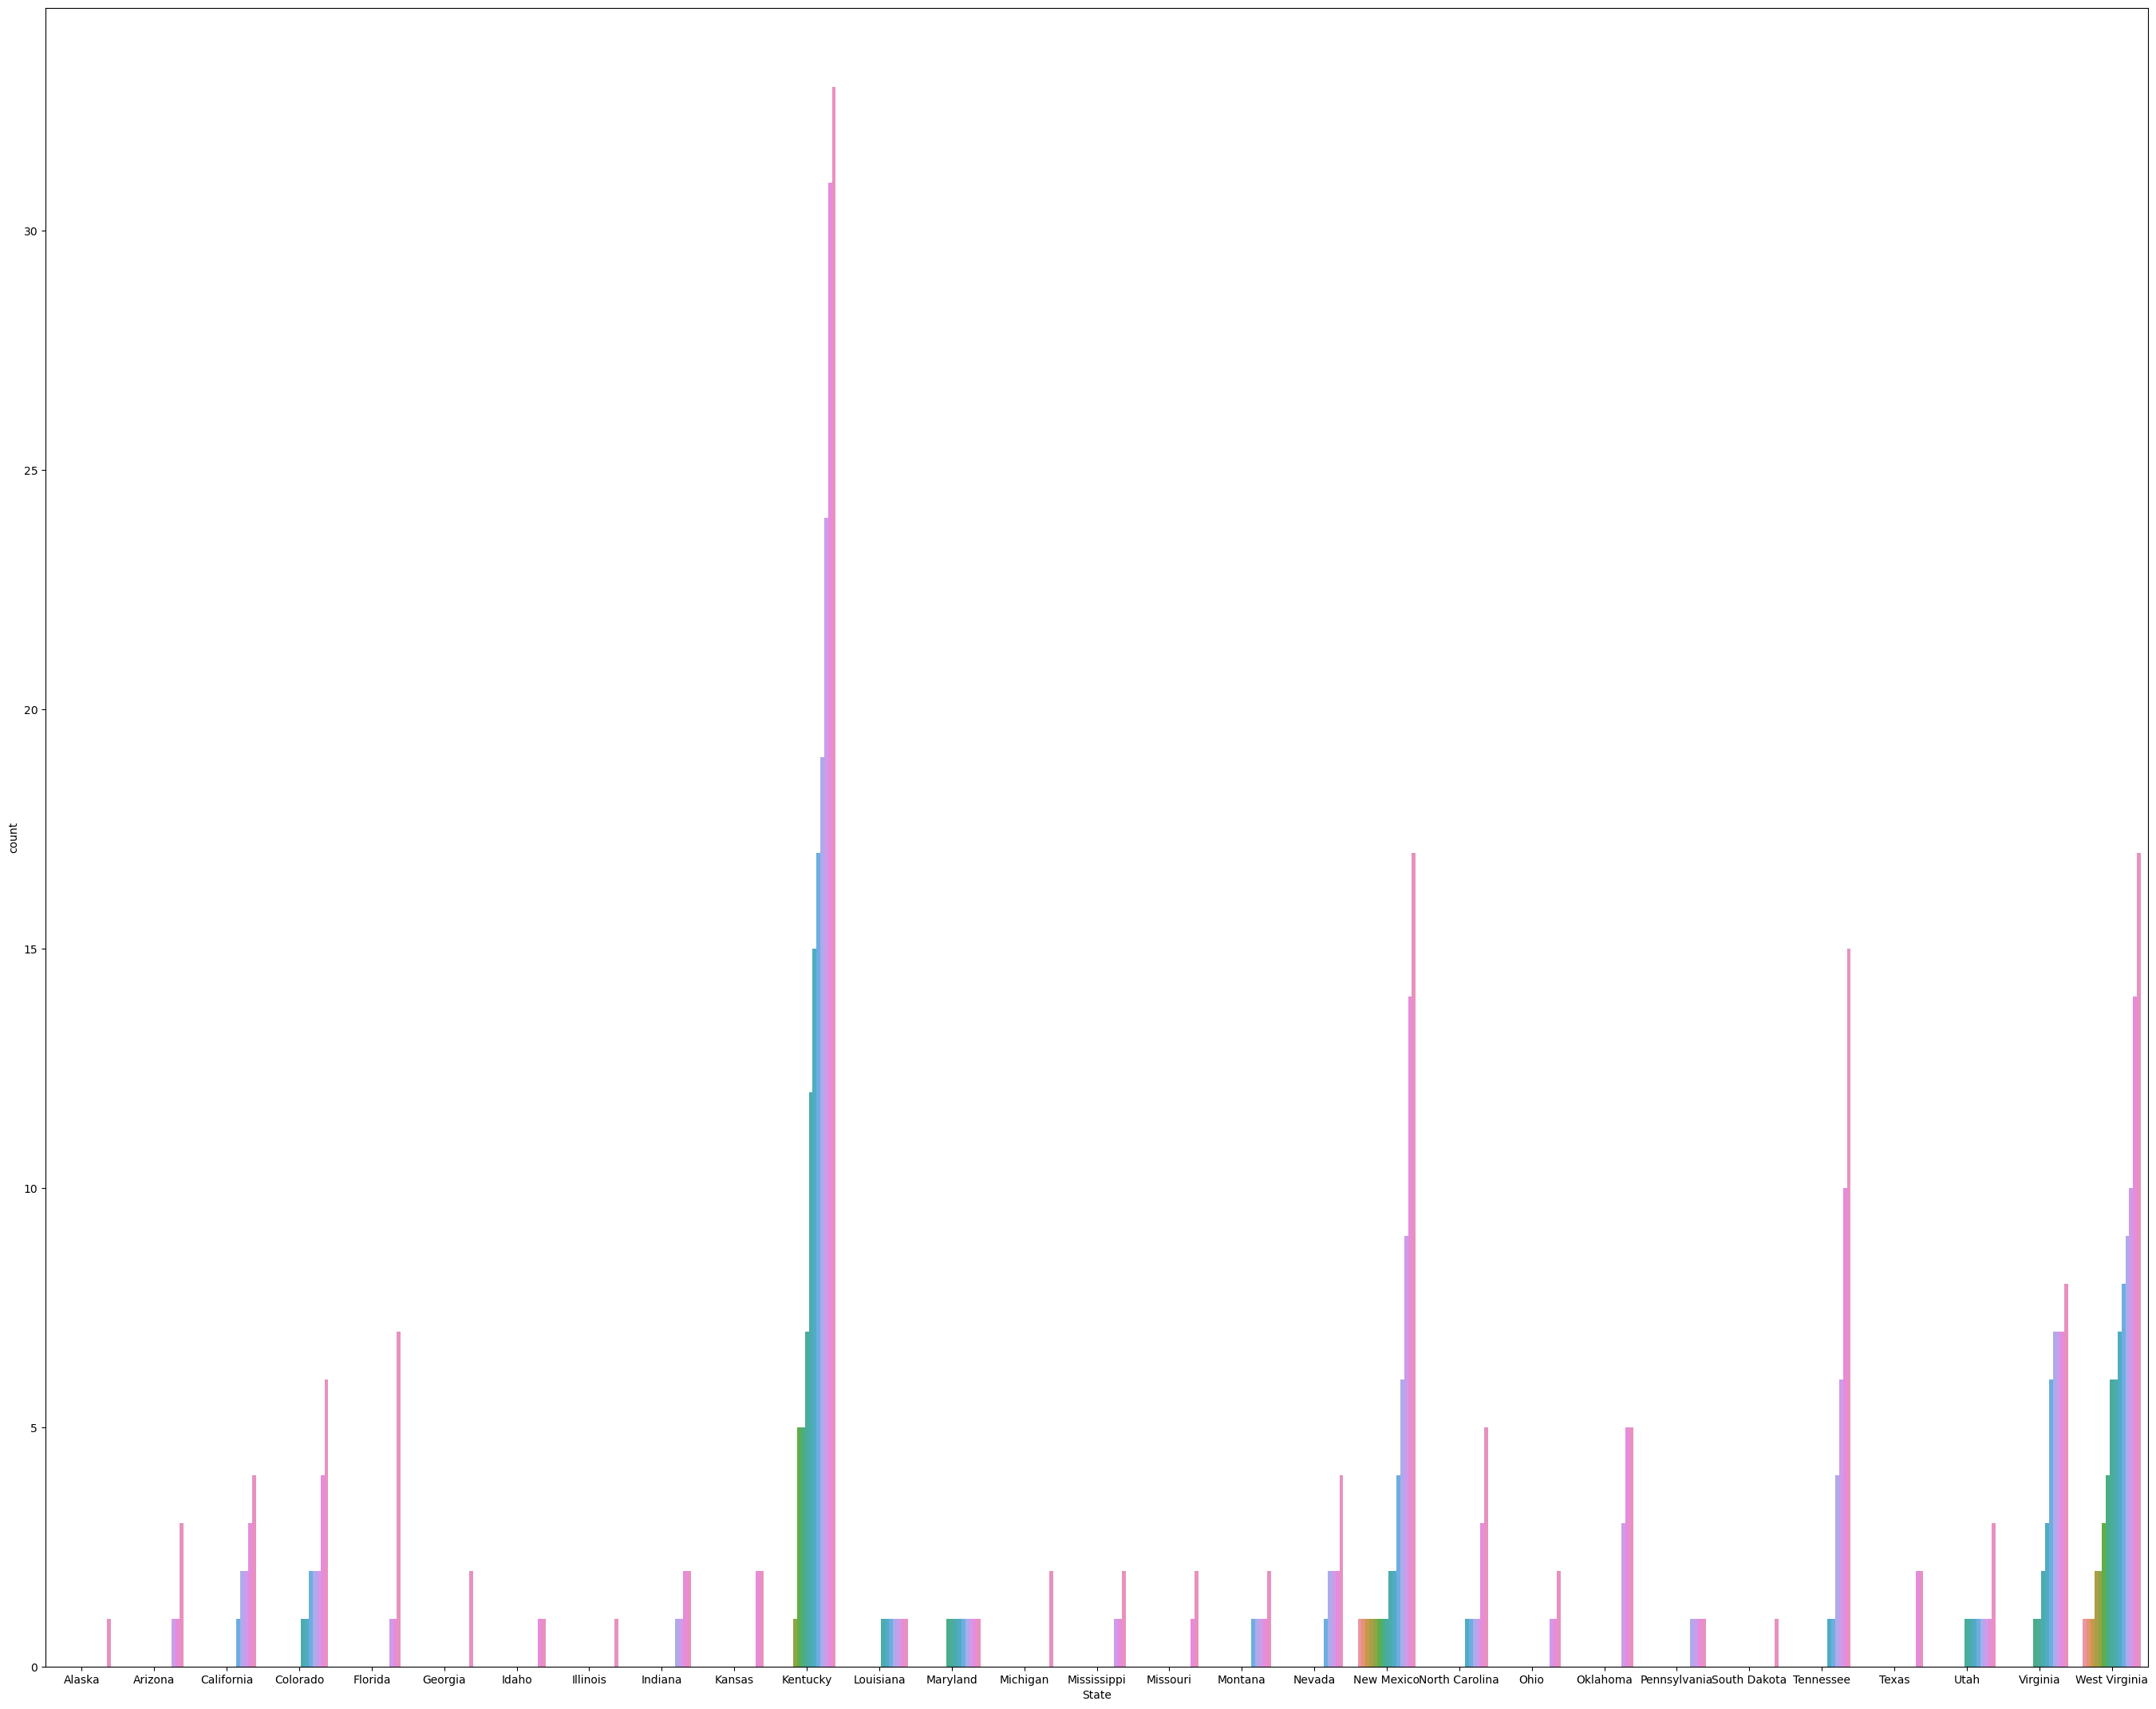 30
25
20
15
10
5
0
count
Alaska Arizona California Colorado Florida Georgia Idaho Illinois Indiana Kansas Kentucky Louisiana Maryland Michigan Mississippi Missouri Montana Nevada New Mexico North Carolina Ohio Oklahoma Pennsylvania South Dakota Tennessee Texas Utah Virginia West Virginia
State